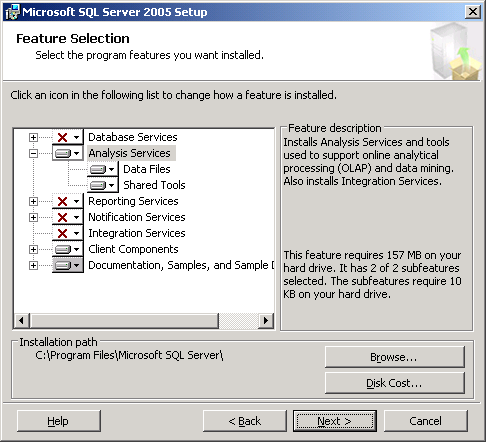 Microsoft SQL Server 2005 Setup
Feature Selection
Select the program features you want installed.
Click an icon in the following list to change how a feature is installed.
Database Services
Analysis Services
Data Files
Shared Tools
Reporting Services
Notification Services
Integration Services
Client Components
Documentation, Samples, and Sample D
Feature description
Installs Analysis Services and tools
used to support online analytical
processing (OLAP) and data mining.
Also installs Integration Services.
This feature requires 157 MB on your
hard drive. It has 2 of 2 subfeatures
selected. The subfeatures require 10
KB on your hard drive.
Installation path
C:\Program Files\Microsoft SQL Server\
Browse...
Disk Cost...
Help
< Back
Next >
Cancel